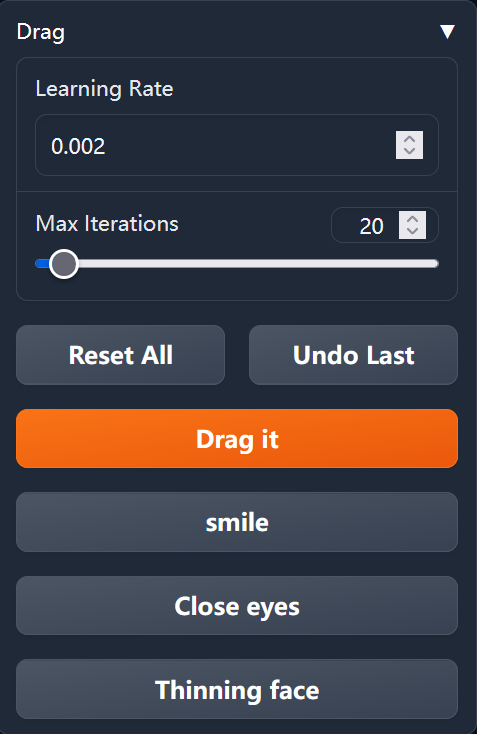 Drag ▼
Learning Rate
0.002
Max Iterations 20
Reset All Undo Last
Drag it
smile
Close eyes
Thinning face